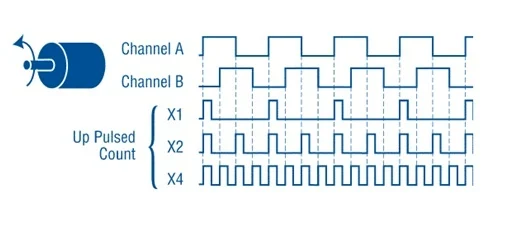 Channel A
Channel B
X1
Up Pulsed
Count
X2
X4